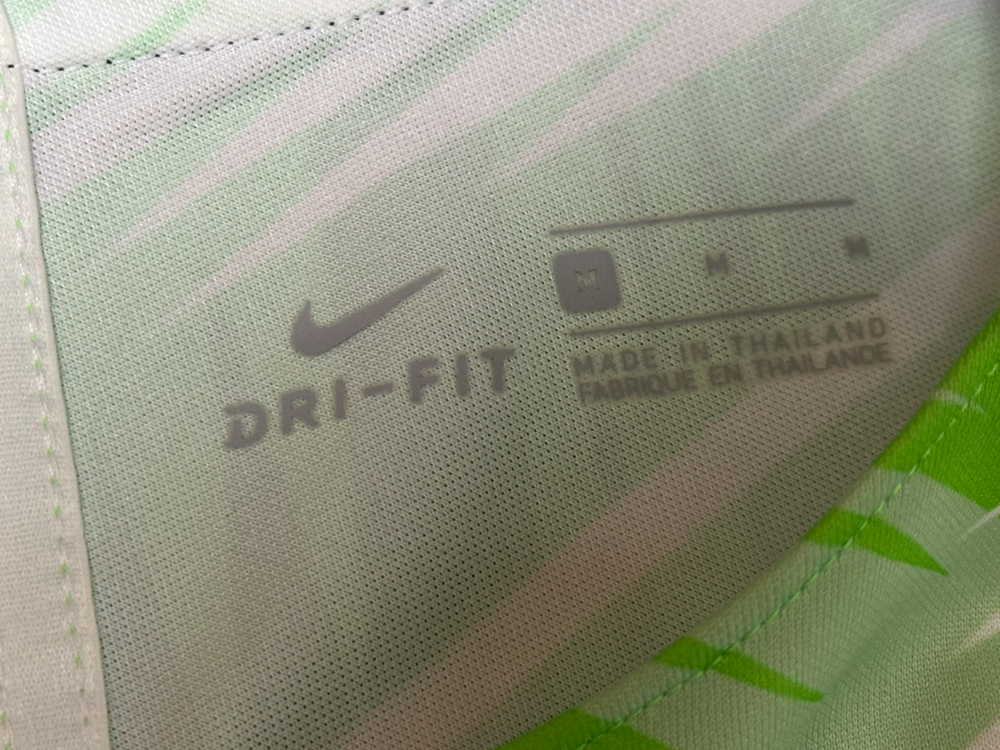 DRI-FIT
M M M
MADE IN THAILAND
FABRIQUE EN THAILANDE